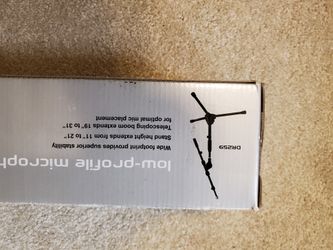 low-profile microph
Wide footprint provides superior stability
Stand height extends from 11" to 21"
Telescoping boom extends 19" to 31"
for optimal mic placement
DR259